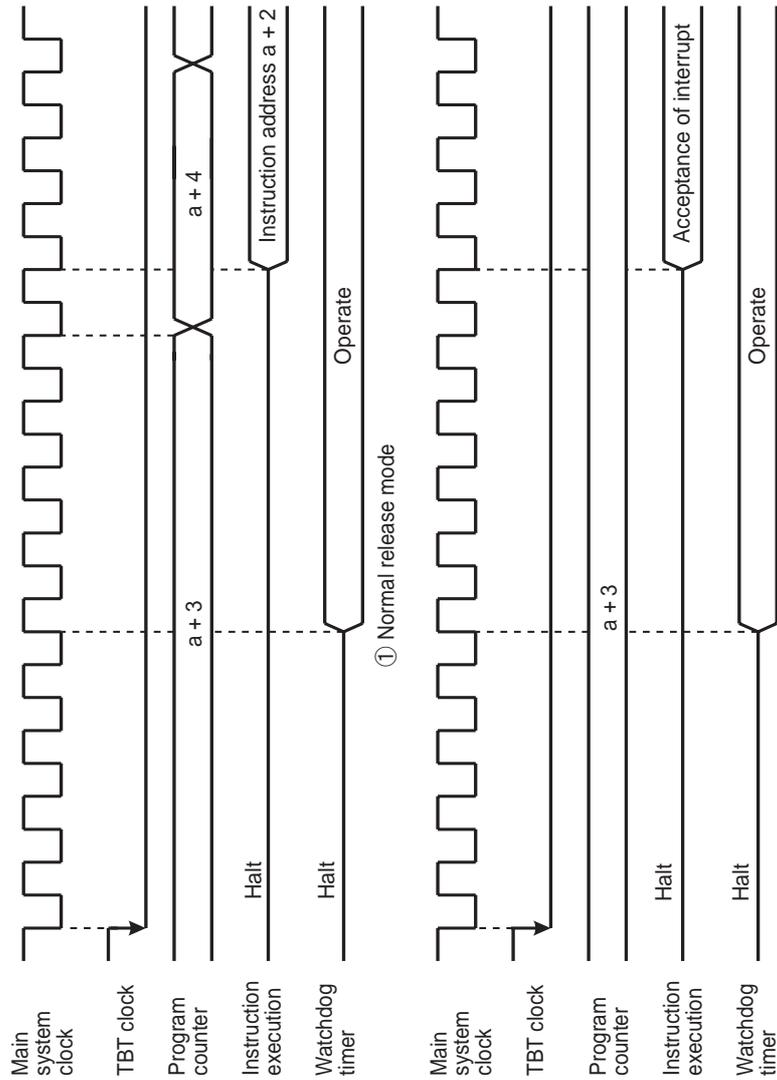 Main
system
clock
TBT clock
Program
counter
a + 3
a + 4
Instruction
execution
Halt
Instruction address a + 2
Watchdog
timer
Halt
Operate
① Normal release mode
Main
system
clock
TBT clock
Program
counter
a + 3
Instruction
execution
Halt
Acceptance of interrupt
Watchdog
timer
Halt
Operate